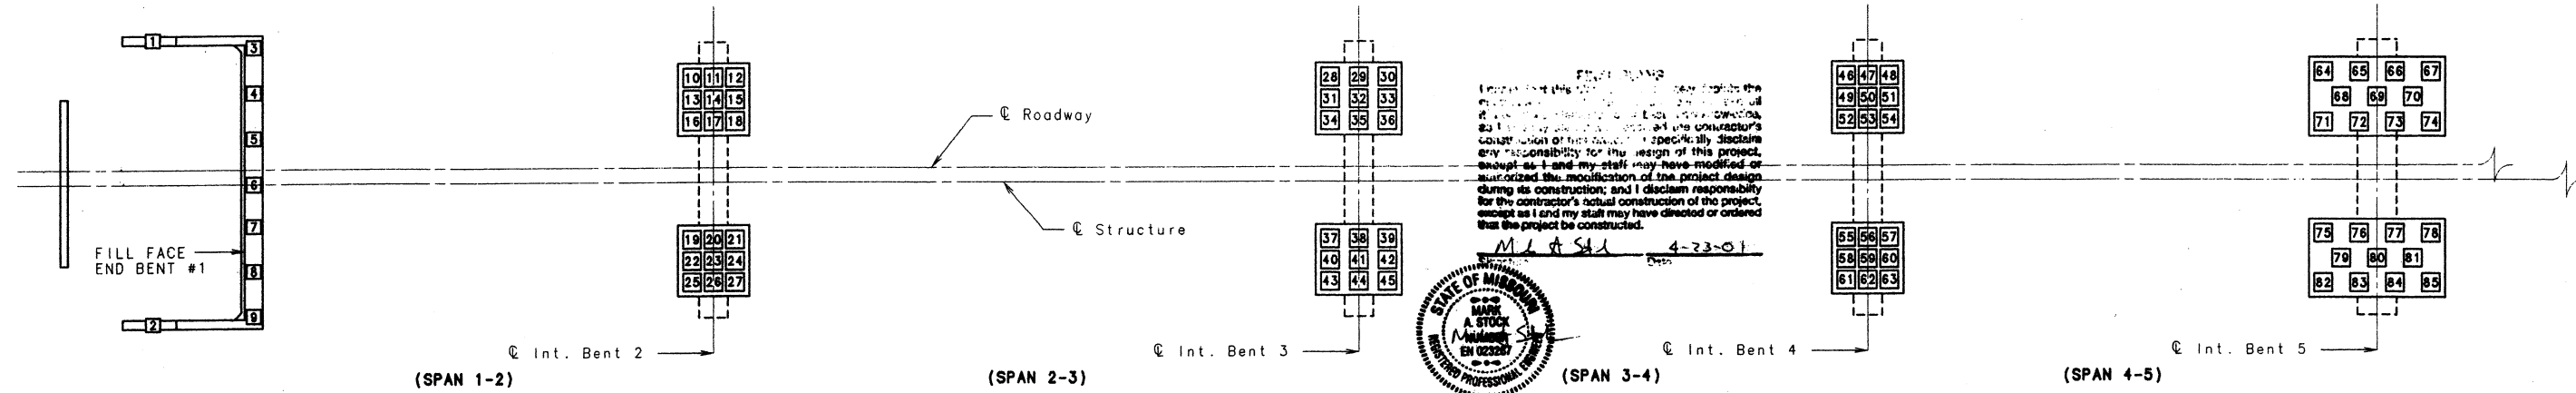 1
3
4
5
6
7
8
9
2
FILL FACE
END BENT #1
10 11 12
13 14 15
16 17 18
19 20 21
22 23 24
25 26 27
℄ Int. Bent 2
(SPAN 1-2)
℄ Roadway
℄ Structure
(SPAN 2-3)
28 29 30
31 32 33
34 35 36
37 38 39
40 41 42
43 44 45
℄ Int. Bent 3
the contractor's
specifically disclaim
any responsibility for the design of this project,
except as I and my staff may have modified or
authorized the modification of the project design
during its construction; and I disclaim responsibility
for the contractor's actual construction of the project,
except as I and my staff may have directed or ordered
that the project be constructed.
4-23-01
Date
STATE OF MISSOURI
MARK
A. STOCK
NUMBER
EN 023267
REGISTERED PROFESSIONAL ENGINEER
(SPAN 3-4)
46 47 48
49 50 51
52 53 54
55 56 57
58 59 60
61 62 63
℄ Int. Bent 4
(SPAN 4-5)
64 65 66 67
68 69 70
71 72 73 74
75 76 77 78
79 80 81
82 83 84 85
℄ Int. Bent 5